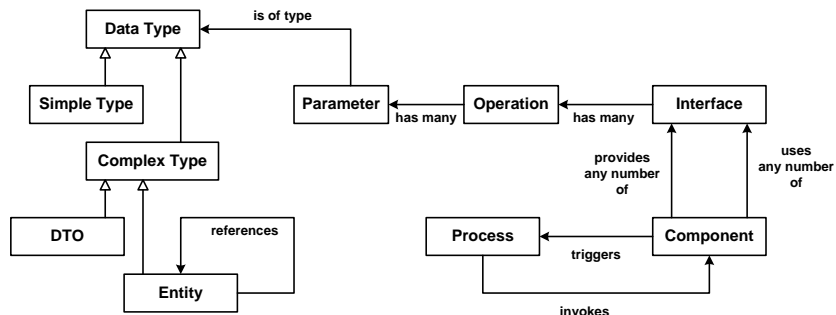 is of type
Data Type
Simple Type
Parameter
Operation
Interface
has many
has many
Complex Type
provides
any number
of
uses
any number
of
DTO
references
Process
Component
triggers
Entity
invokes